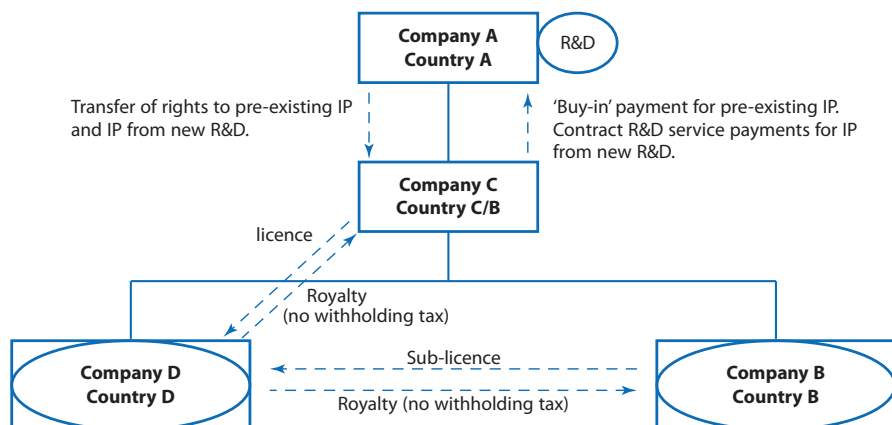 Company A
Country A
R&D
Transfer of rights to pre-existing IP
and IP from new R&D.
‘Buy-in’ payment for pre-existing IP.
Contract R&D service payments for IP
from new R&D.
Company C
Country C/B
licence
Royalty
(no withholding tax)
Company D
Country D
Sub-licence
Royalty (no withholding tax)
Company B
Country B